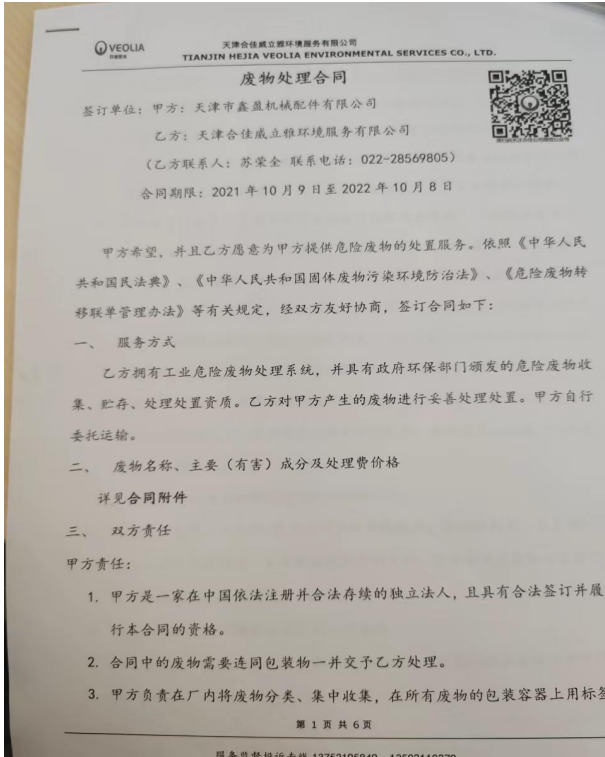 VEOLIA
天津合佳威立雅环境服务有限公司
TIANJIN HEJIA VEOLIA ENVIRONMENTAL SERVICES CO., LTD.
废物处理合同
签订单位：甲方：天津市鑫盈机械配件有限公司
乙方：天津合佳威立雅环境服务有限公司
（乙方联系人：苏荣全 联系电话：022-28569805）
合同期限：2021年10月9日至2022年10月8日
甲方希望，并且乙方愿意为甲方提供危险废物的处置服务。依照《中华人民
共和国民法典》、《中华人民共和国固体废物污染环境防治法》、《危险废物转
移联单管理办法》等有关规定，经双方友好协商，签订合同如下：
一、 服务方式
乙方拥有工业危险废物处理系统，并具有政府环保部门颁发的危险废物收
集、贮存、处理处置资质。乙方对甲方产生的废物进行妥善处理处置。甲方自行
委托运输。
二、 废物名称、主要（有害）成分及处理费价格
详见合同附件
三、 双方责任
甲方责任：
1. 甲方是一家在中国依法注册并合法存续的独立法人，且具有合法签订并履
行本合同的资格。
2. 合同中的废物需要连同包装物一并交予乙方处理。
3. 甲方负责在厂内将废物分类、集中收集，在所有废物的包装容器上用标签
第 1 页 共 6 页
服务监督投诉专线